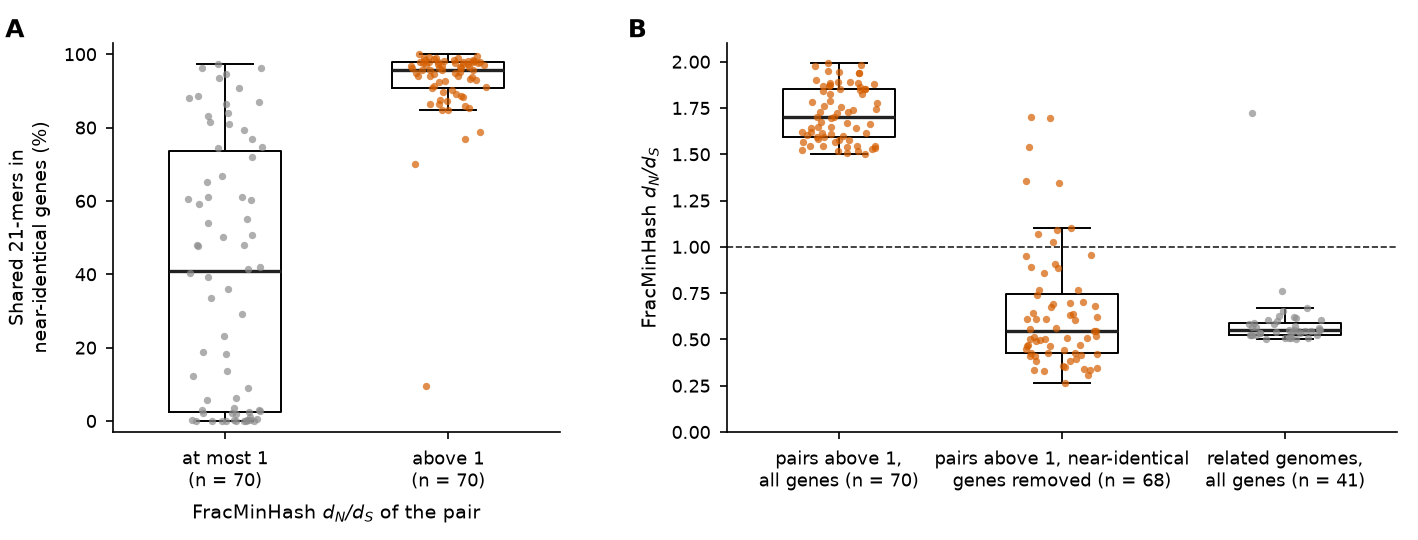 A
Shared 21-mers in
near-identical genes (%)
100
80
60
40
20
0
at most 1
(n = 70)
above 1
(n = 70)
FracMinHash dN/dS of the pair
B
FracMinHash dN/dS
2.00
1.75
1.50
1.25
1.00
0.75
0.50
0.25
0.00
pairs above 1,
all genes (n = 70)
pairs above 1, near-identical
genes removed (n = 68)
related genomes,
all genes (n = 41)